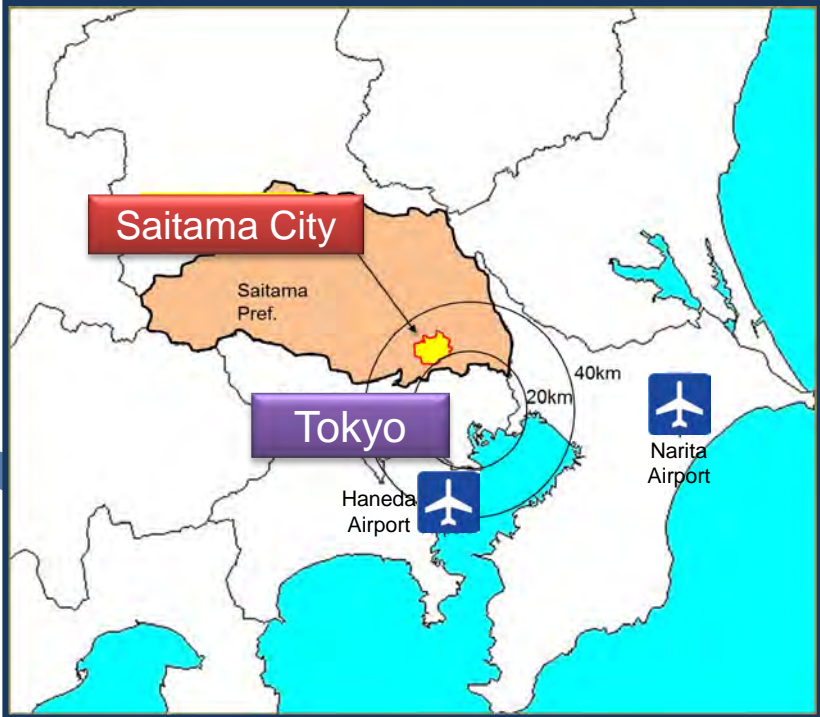 Saitama City
Saitama
Pref.
40km
20km
Tokyo
Narita
Airport
Haneda
Airport